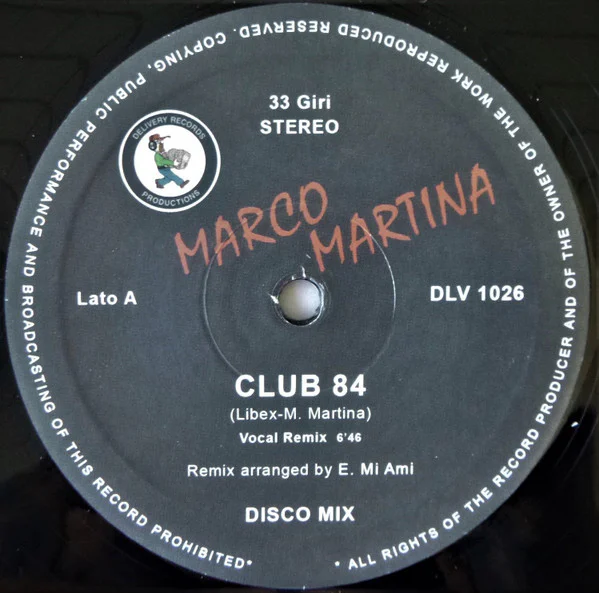 • ALL RIGHTS OF THE RECORD PRODUCER AND OF THE OWNER OF THE WORK REPRODUCED RESERVED. COPYING, PUBLIC PERFORMANCE AND BROADCASTING OF THIS RECORD PROHIBITED•
33 Giri
STEREO
DELIVERY RECORDS
PRODUCTIONS
MARCO
MARTINA
Lato A
DLV 1026
CLUB 84
(Libex-M. Martina)
Vocal Remix 6'46
Remix arranged by E. Mi Ami
DISCO MIX